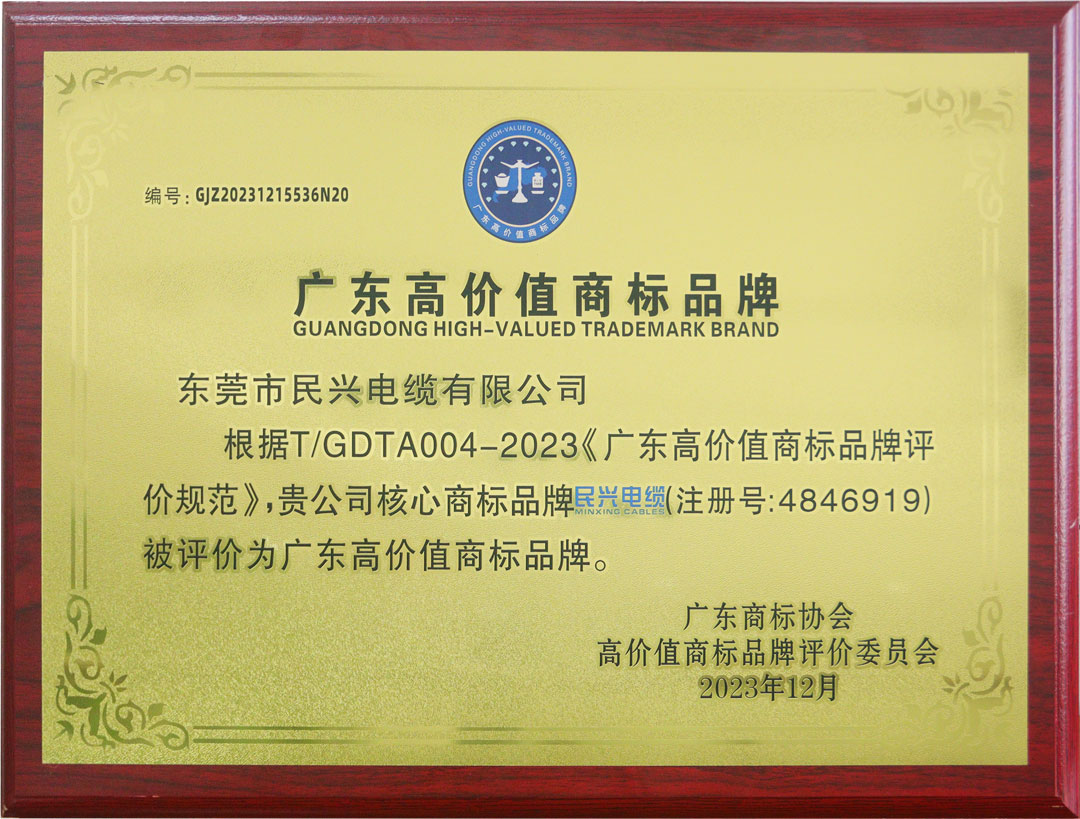 GUANGDONG HIGH-VALUED TRADEMARK BRAND
广东高价值商标品牌
编号:GJZ20231215536N20
广东高价值商标品牌
GUANGDONG HIGH-VALUED TRADEMARK BRAND
东莞市民兴电缆有限公司
根据T/GDTA004-2023《广东高价值商标品牌评
价规范》,贵公司核心商标品牌民兴电缆(注册号:4846919)
MINXING CABLES
被评价为广东高价值商标品牌。
广东商标协会
高价值商标品牌评价委员会
2023年12月